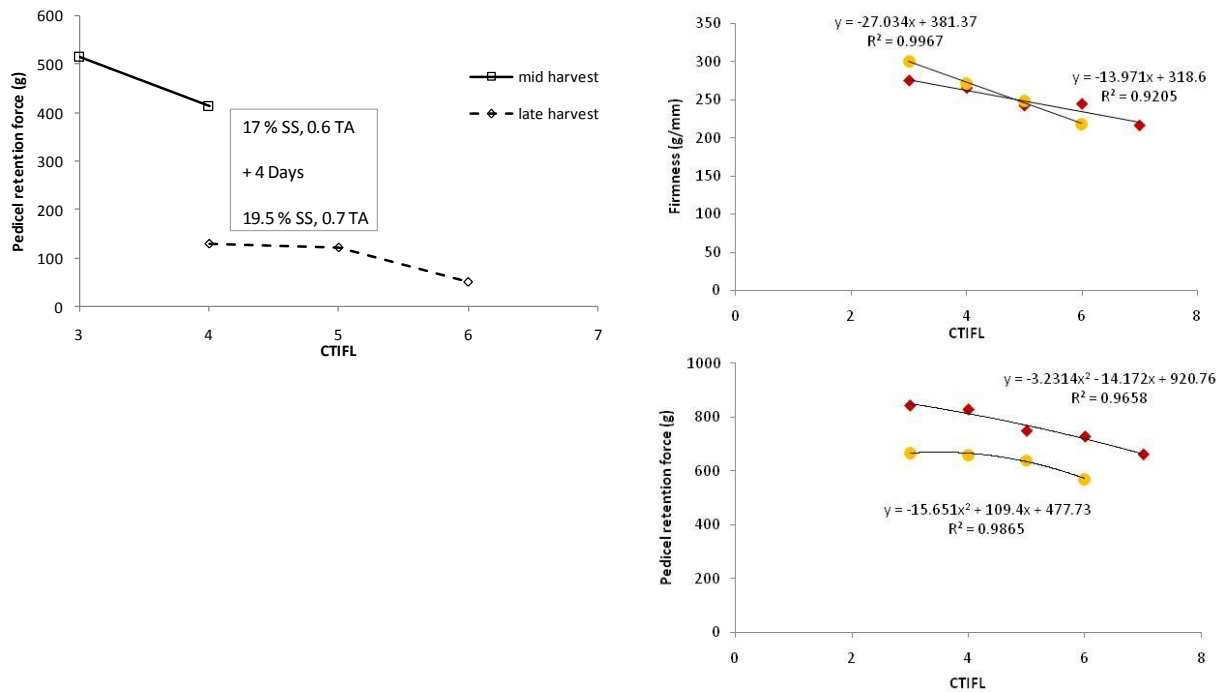 600
500
400
300
200
100
0
Pedicel retention force (g)
3
4
5
6
7
CTIFL
mid harvest
late harvest
17 % SS, 0.6 TA
+ 4 Days
19.5 % SS, 0.7 TA
y = -27.034x + 381.37
R² = 0.9967
y = -13.971x + 318.6
R² = 0.9205
350
300
250
200
150
100
50
0
Firmness (g/mm)
0
2
4
6
8
CTIFL
1000
800
600
400
200
0
Pedicel retention force (g)
y = -3.2314x² - 14.172x + 920.76
R² = 0.9658
y = -15.651x² + 109.4x + 477.73
R² = 0.9865
0
2
4
6
8
CTIFL